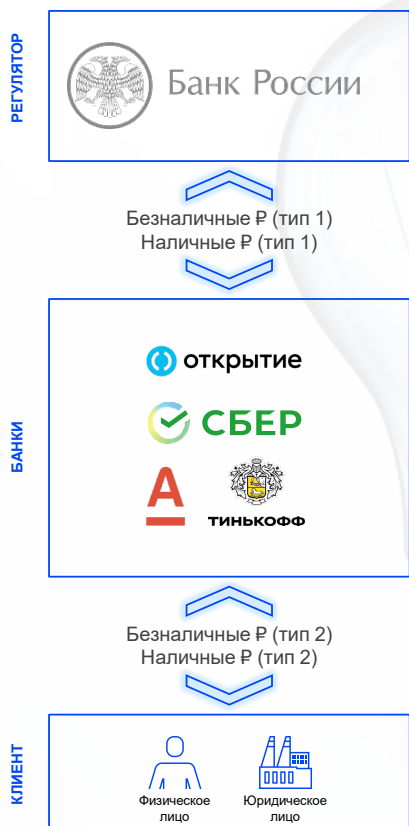 РЕГУЛЯТОР
Банк России
Безналичные ₽ (тип 1)
Наличные ₽ (тип 1)
БАНКИ
открытие
СБЕР
А
ТИНЬКОФФ
Безналичные ₽ (тип 2)
Наличные ₽ (тип 2)
КЛИЕНТ
Физическое
лицо
Юридическое
лицо